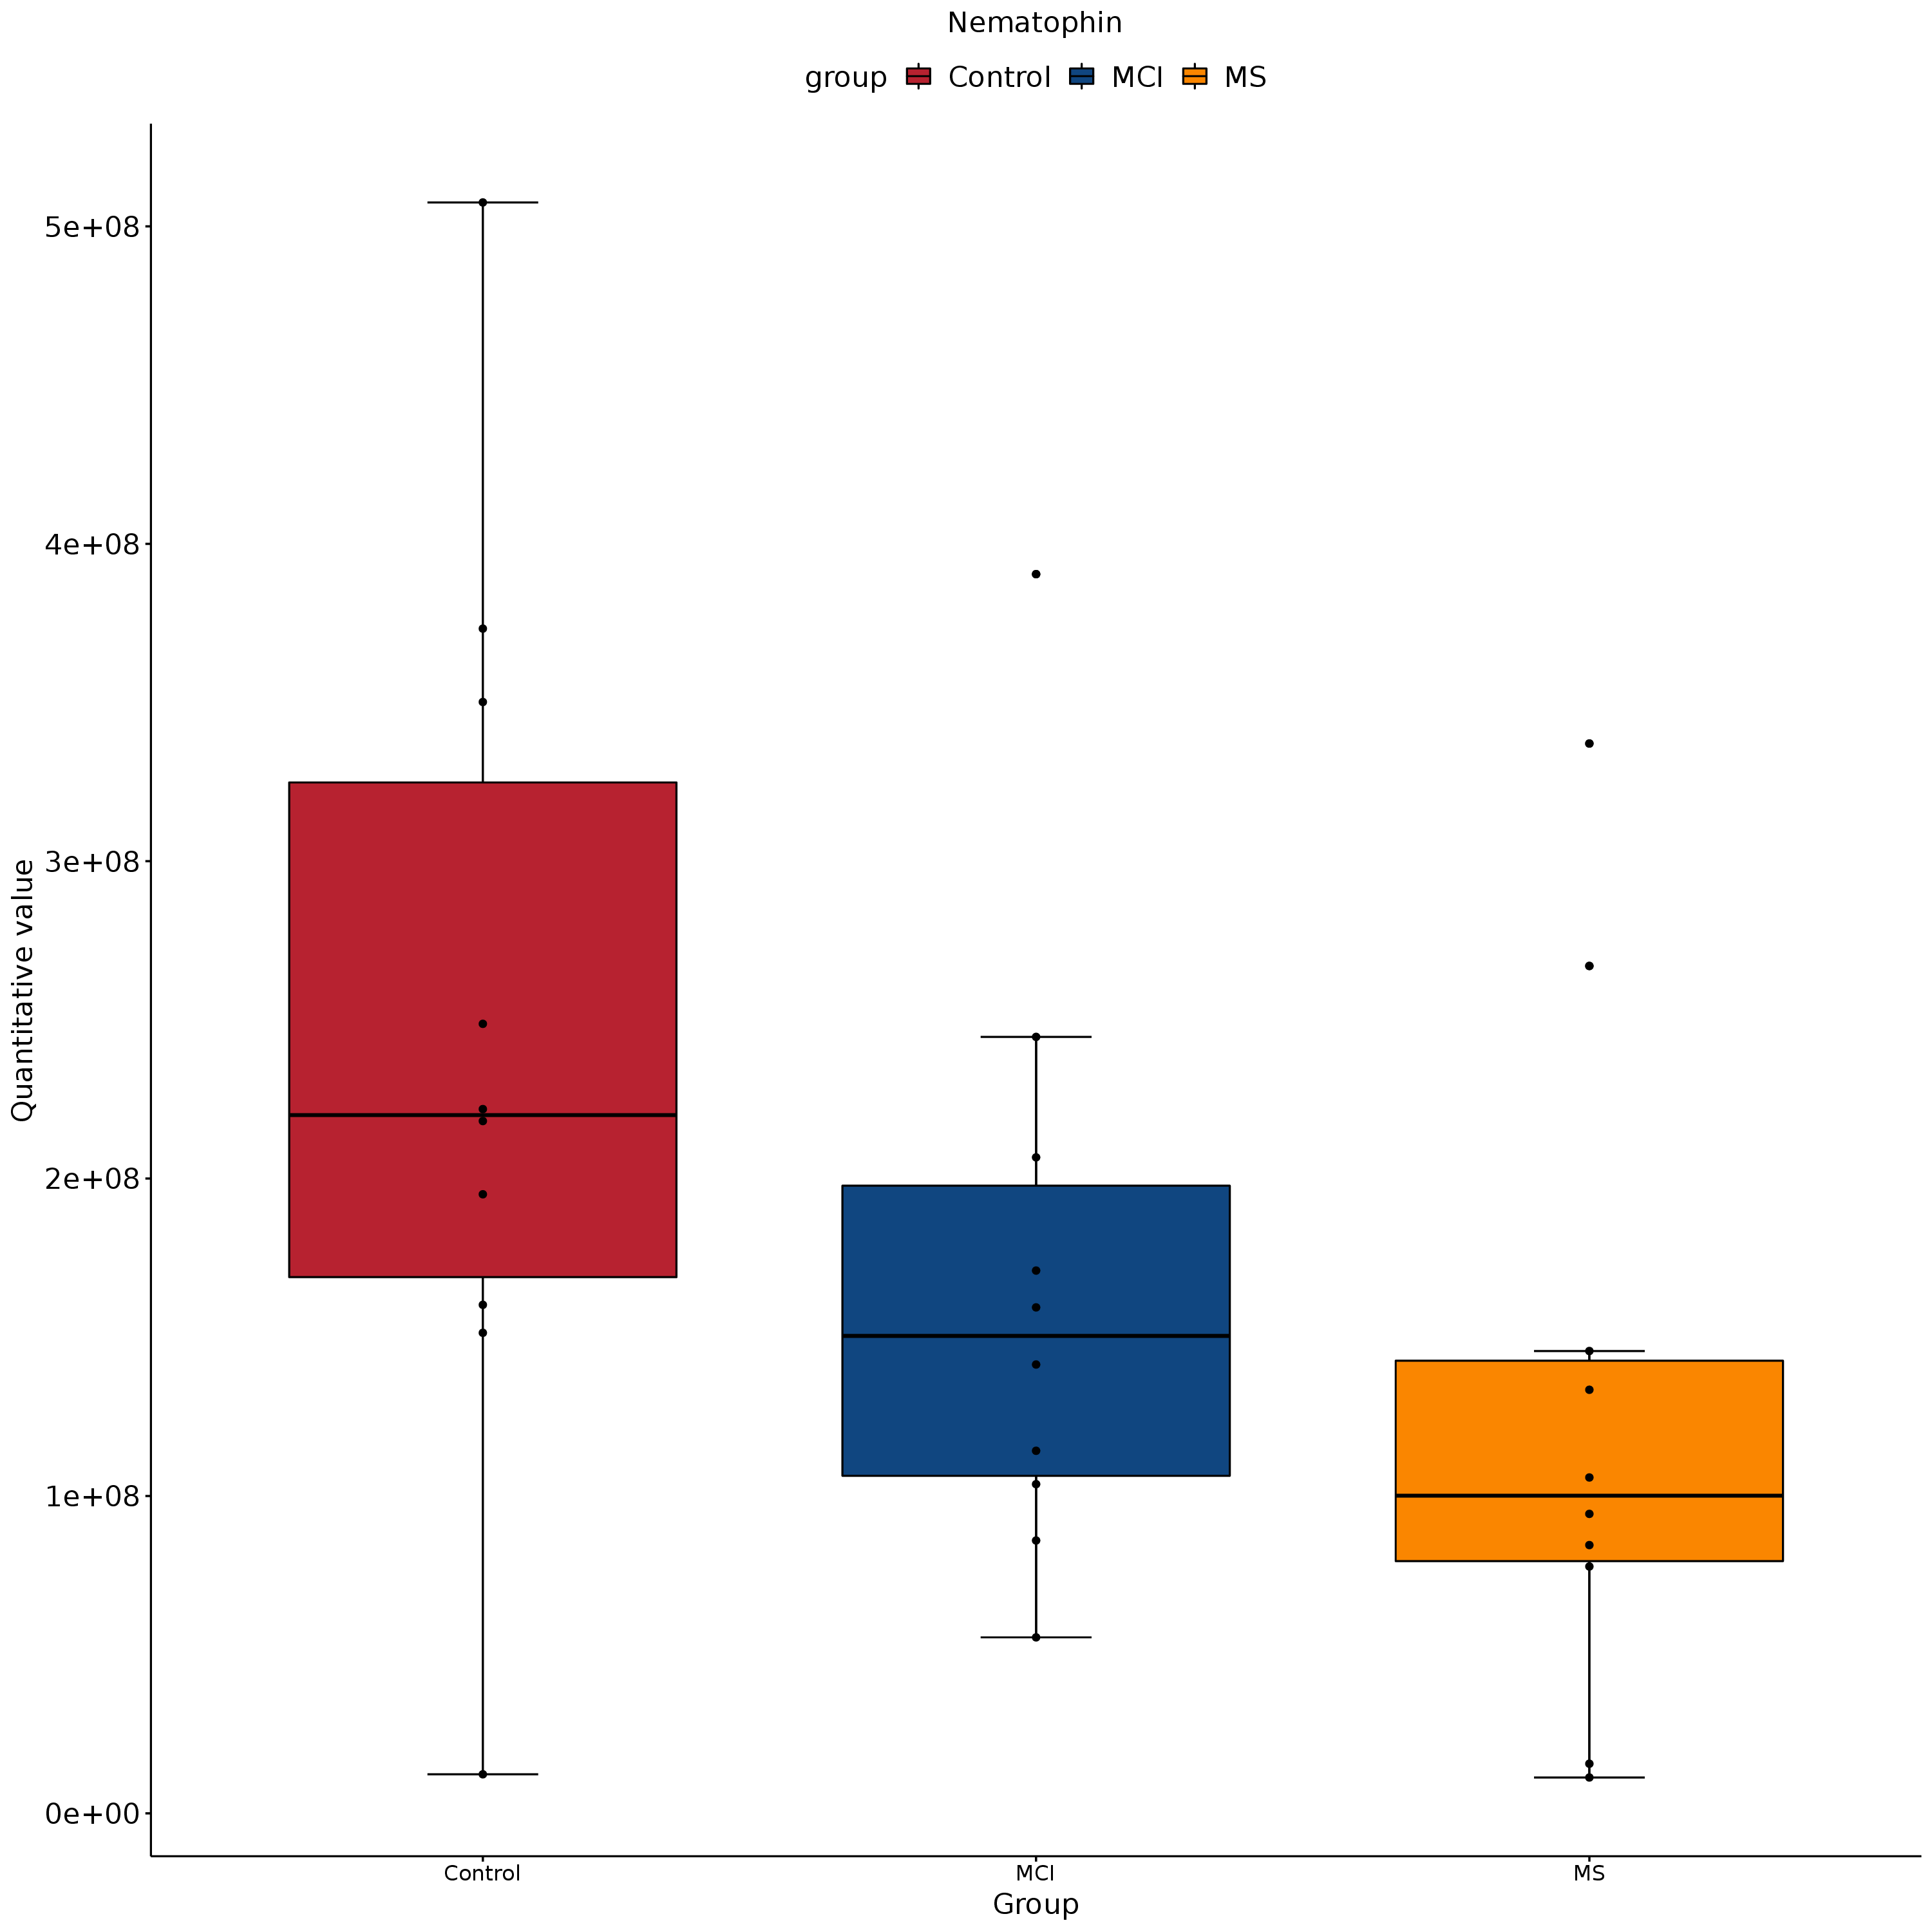 Nematophin
group Control MCI MS
5e+08
4e+08
3e+08
2e+08
1e+08
0e+00
Quantitative value
Control MCI MS
Group